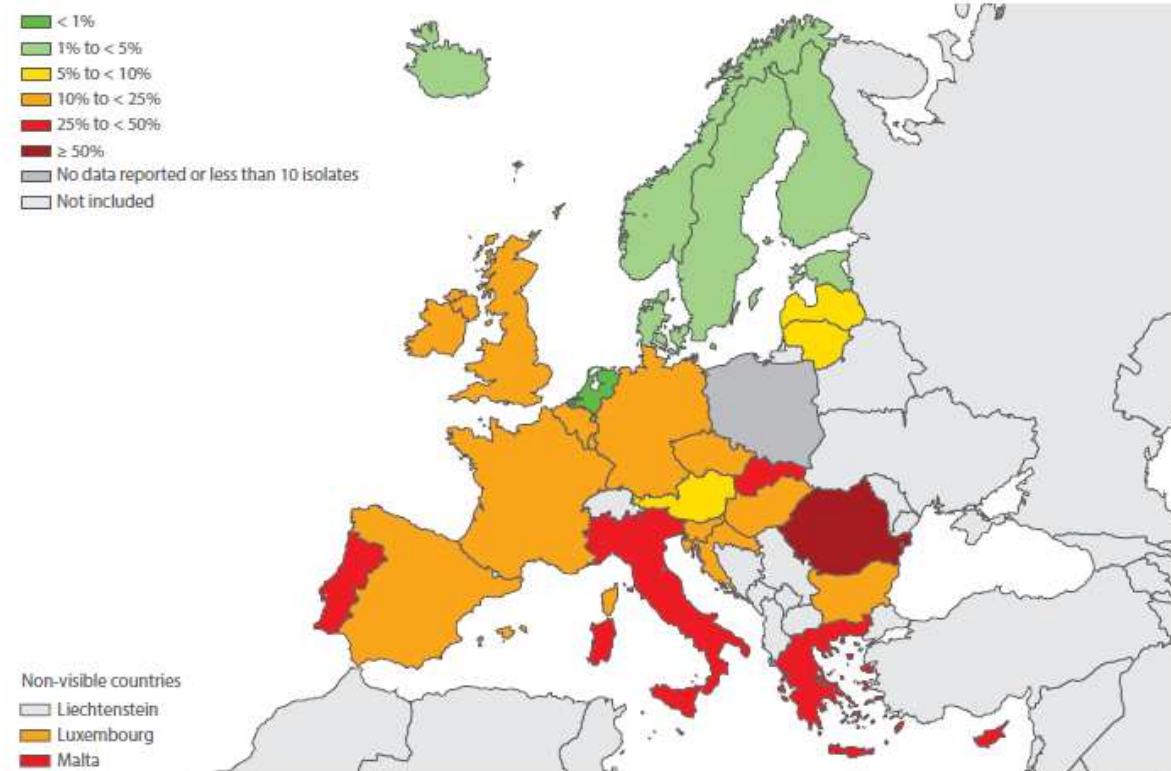 < 1%
1% to < 5%
5% to < 10%
10% to < 25%
25% to < 50%
≥ 50%
No data reported or less than 10 isolates
Not included
Non-visible countries
Liechtenstein
Luxembourg
Malta